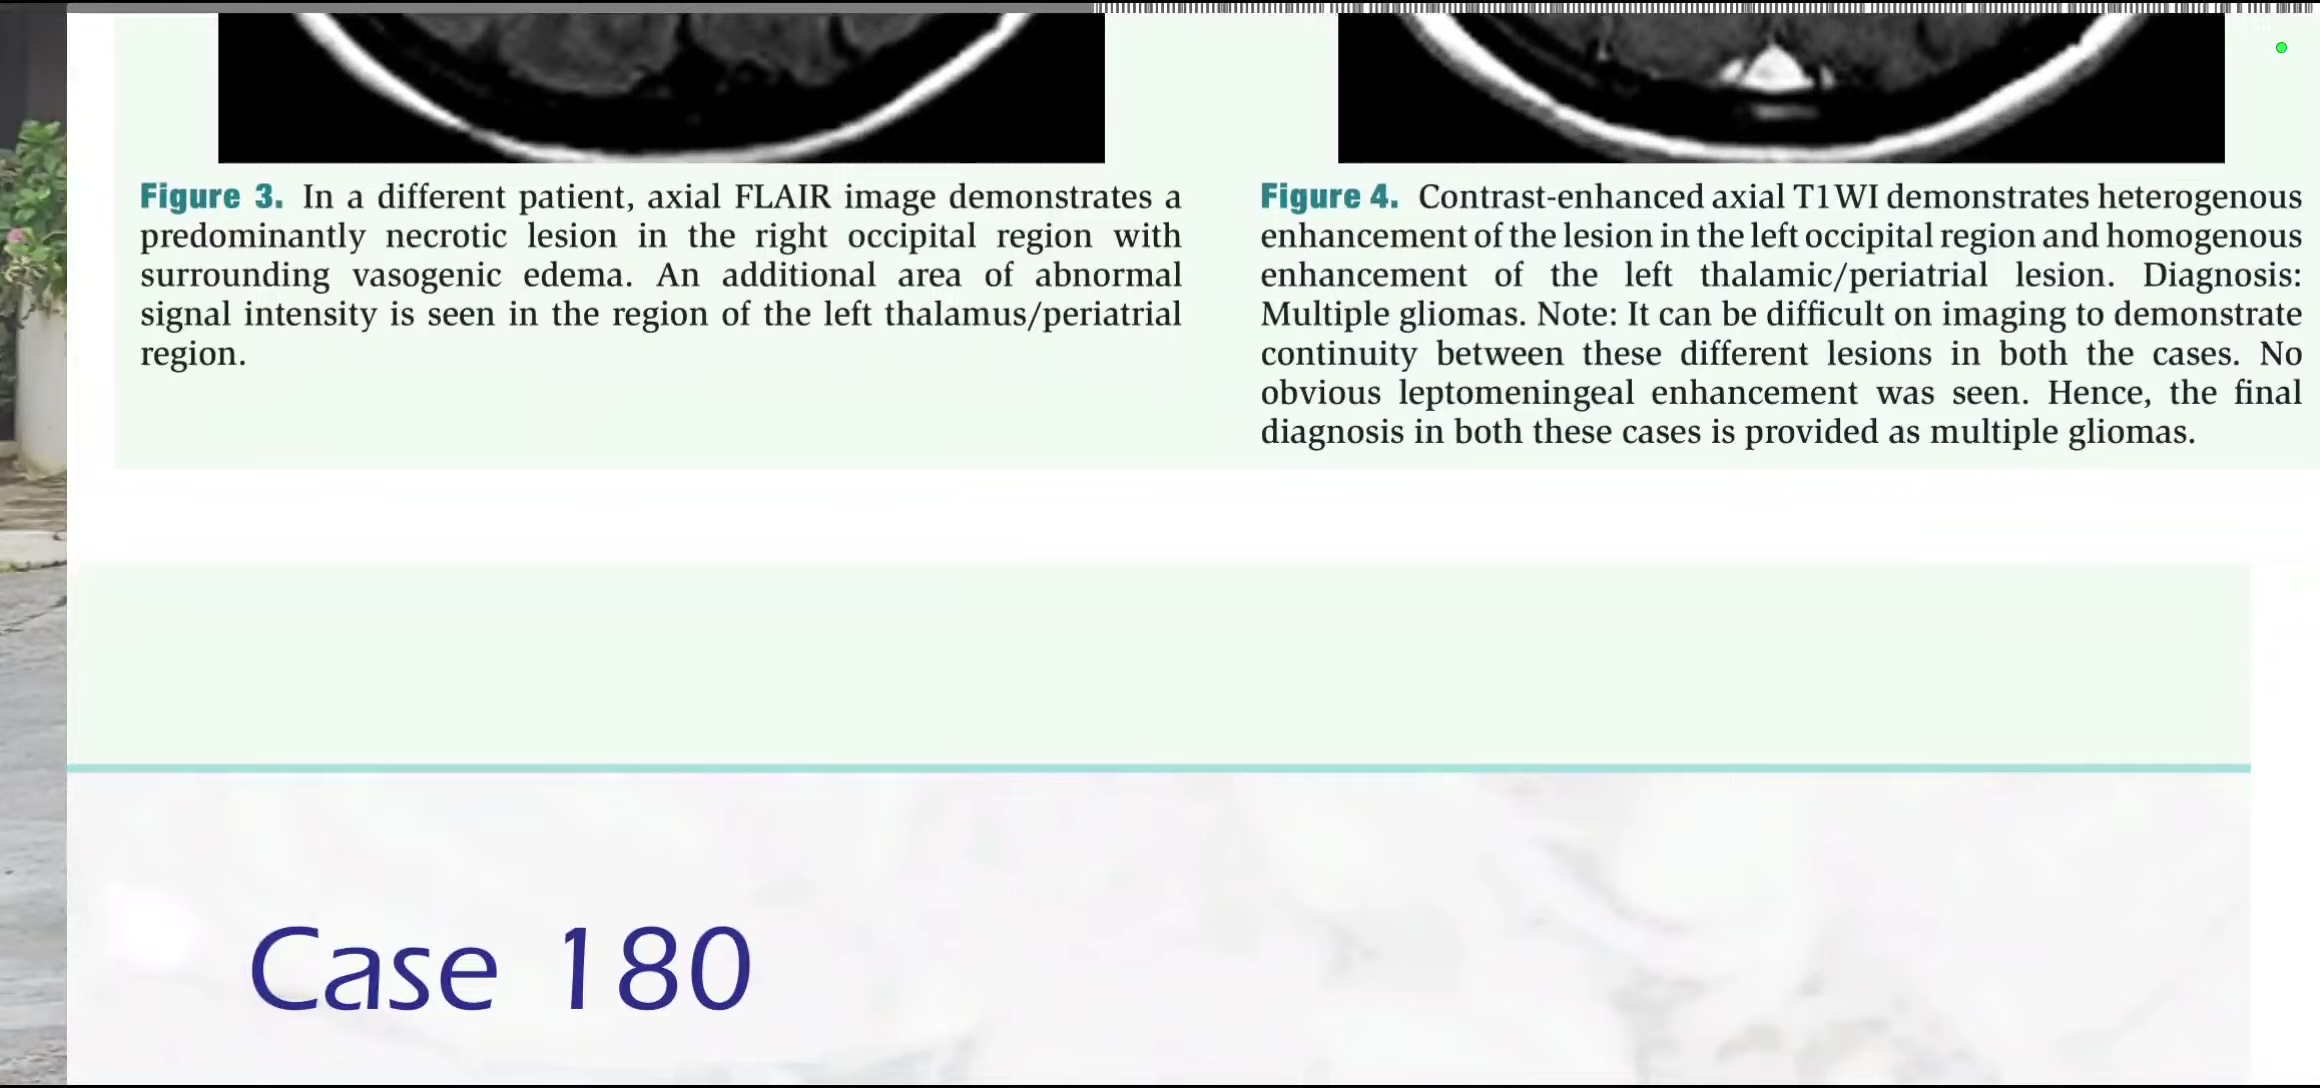 Figure 3. In a different patient, axial FLAIR image demonstrates a
predominantly necrotic lesion in the right occipital region with
surrounding vasogenic edema. An additional area of abnormal
signal intensity is seen in the region of the left thalamus/periatrial
region.
Figure 4. Contrast-enhanced axial T1WI demonstrates heterogenous
enhancement of the lesion in the left occipital region and homogenous
enhancement of the left thalamic/periatrial lesion. Diagnosis:
Multiple gliomas. Note: It can be difficult on imaging to demonstrate
continuity between these different lesions in both the cases. No
obvious leptomeningeal enhancement was seen. Hence, the final
diagnosis in both these cases is provided as multiple gliomas.
Case 180